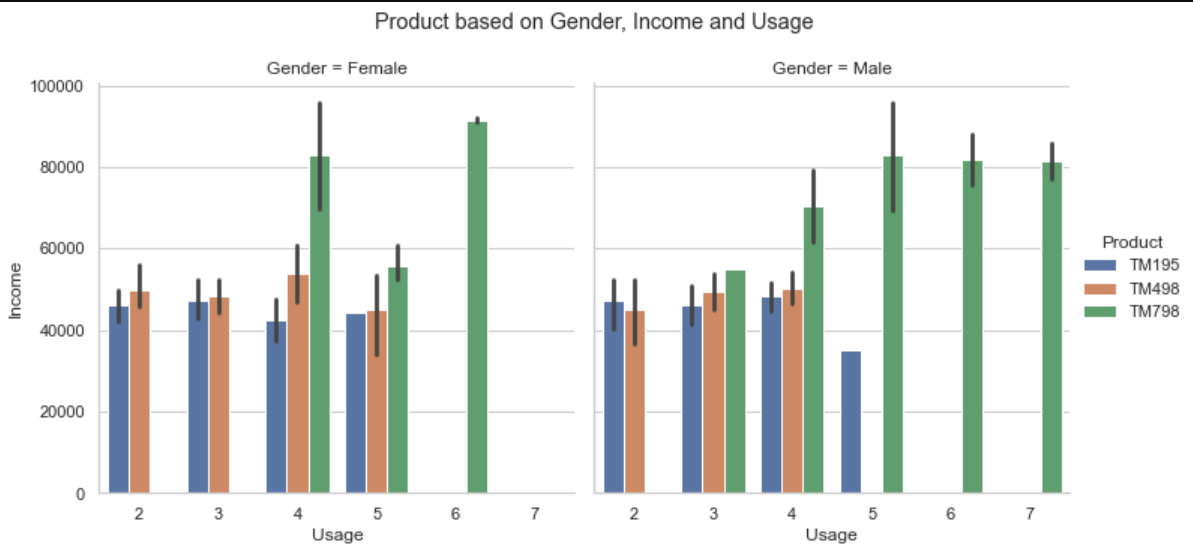 Product based on Gender, Income and Usage
Gender = Female
Gender = Male
100000
80000
60000
40000
20000
0
Income
2 3 4 5 6 7
2 3 4 5 6 7
Usage
Usage
Product
TM195
TM498
TM798